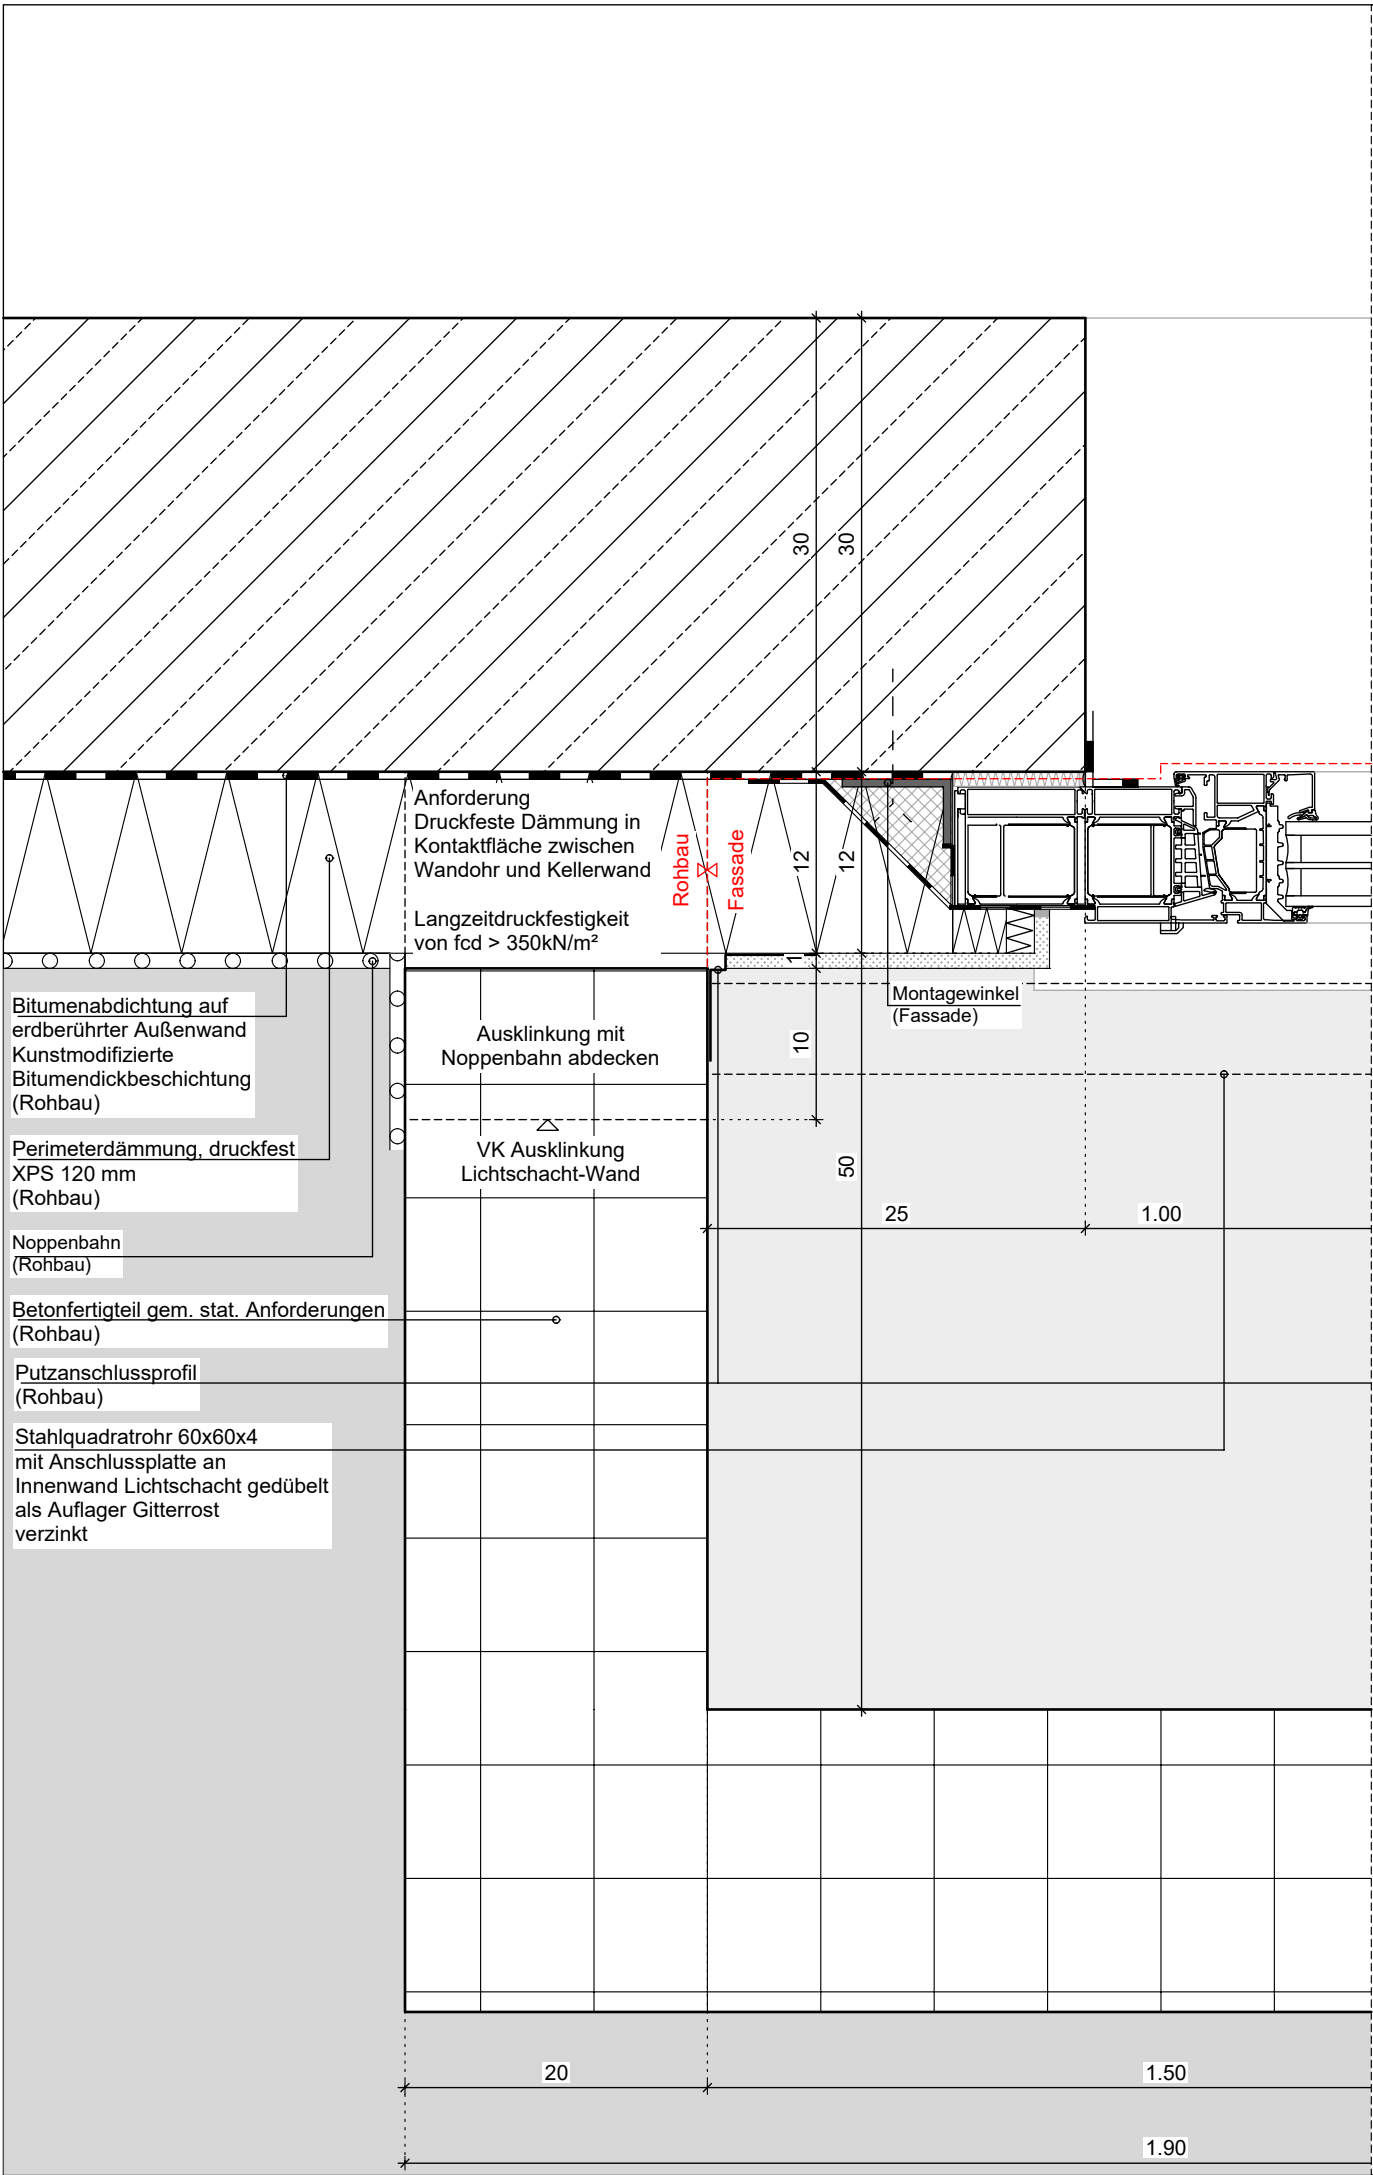 30
30
Anforderung
Druckfeste Dämmung in
Kontaktfläche zwischen
Wandohr und Kellerwand
Langzeitdruckfestigkeit
von fcd > 350kN/m²
Rohbau
Fassade
12
12
1
10
50
Montagewinkel
(Fassade)
Bitumenabdichtung auf
erdberührter Außenwand
Kunstmodifizierte
Bitumendickbeschichtung
(Rohbau)
Ausklinkung mit
Noppenbahn abdecken
VK Ausklinkung
Lichtschacht-Wand
Perimeterdämmung, druckfest
XPS 120 mm
(Rohbau)
25
1.00
Noppenbahn
(Rohbau)
Betonfertigteil gem. stat. Anforderungen
(Rohbau)
Putzanschlussprofil
(Rohbau)
Stahlquadratrohr 60x60x4
mit Anschlussplatte an
Innenwand Lichtschacht gedübelt
als Auflager Gitterrost
verzinkt
20
1.50
1.90